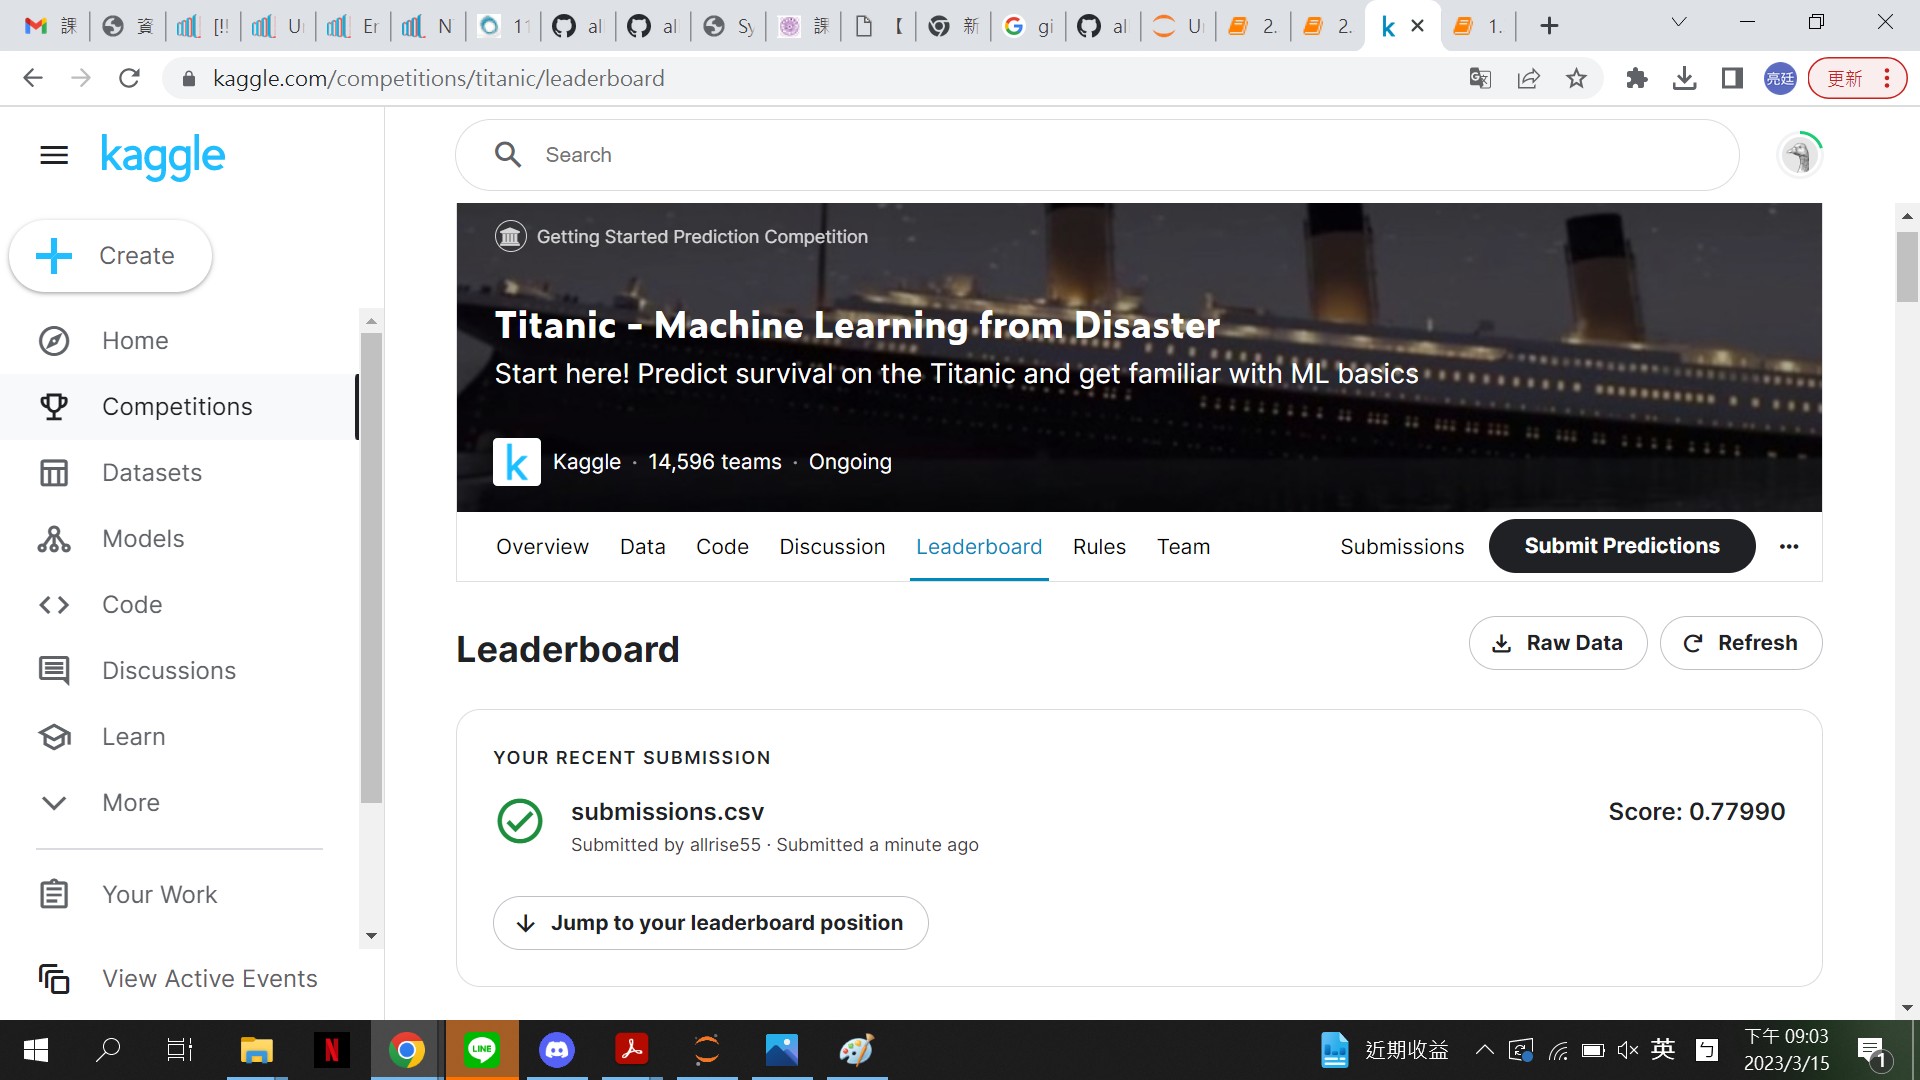 課
資
[!!
Er
N
11
al
al
Sy
課
【
新
gi
al
2.
2.
k
1.
kaggle.com/competitions/titanic/leaderboard
亮廷
更新
kaggle
Search
Create
Home
Competitions
Datasets
Models
Code
Discussions
Learn
More
Your Work
View Active Events
Getting Started Prediction Competition
Titanic - Machine Learning from Disaster
Start here! Predict survival on the Titanic and get familiar with ML basics
k
Kaggle · 14,596 teams · Ongoing
Overview Data Code Discussion Leaderboard Rules Team Submissions Submit Predictions
Leaderboard
Raw Data
Refresh
YOUR RECENT SUBMISSION
submissions.csv
Score: 0.77990
Submitted by allrise55 · Submitted a minute ago
Jump to your leaderboard position
N
LINE
近期收益
英
ㄅ
下午 09:03
2023/3/15
1